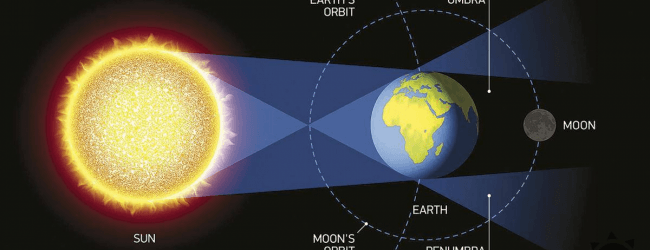 EARTH'S
ORBIT
UMBRA
MOON
EARTH
SUN
MOON'S
ORBIT
PENUMBRA